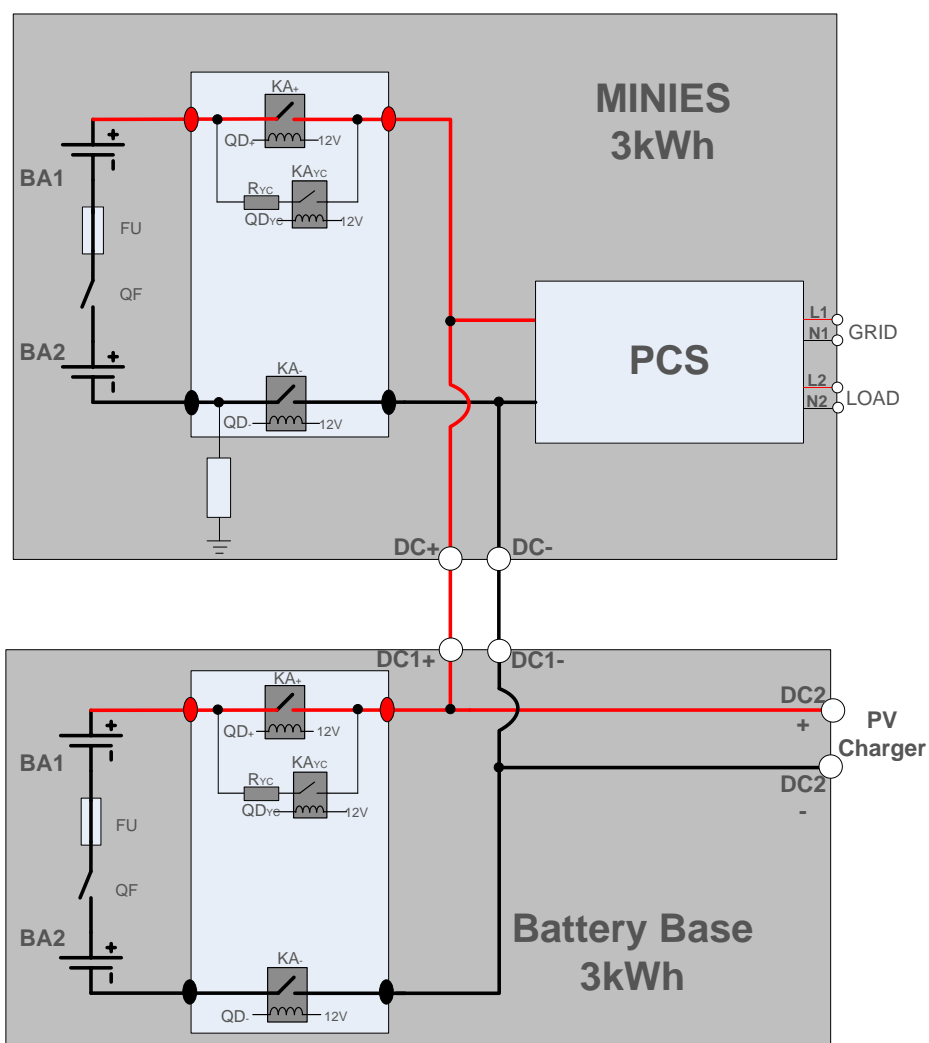 MINIES
3kWh
KA+
QD+
12V
RYC
KAYC
QDYC
12V
BA1
+
-
FU
QF
BA2
+
-
KA-
QD-
12V
PCS
L1
N1
GRID
L2
N2
LOAD
DC+
DC-
DC1+
DC1-
KA+
QD+
12V
RYC
KAYC
QDYC
12V
BA1
+
-
FU
QF
BA2
+
-
KA-
QD-
12V
DC2
+
PV
Charger
DC2
-
Battery Base
3kWh